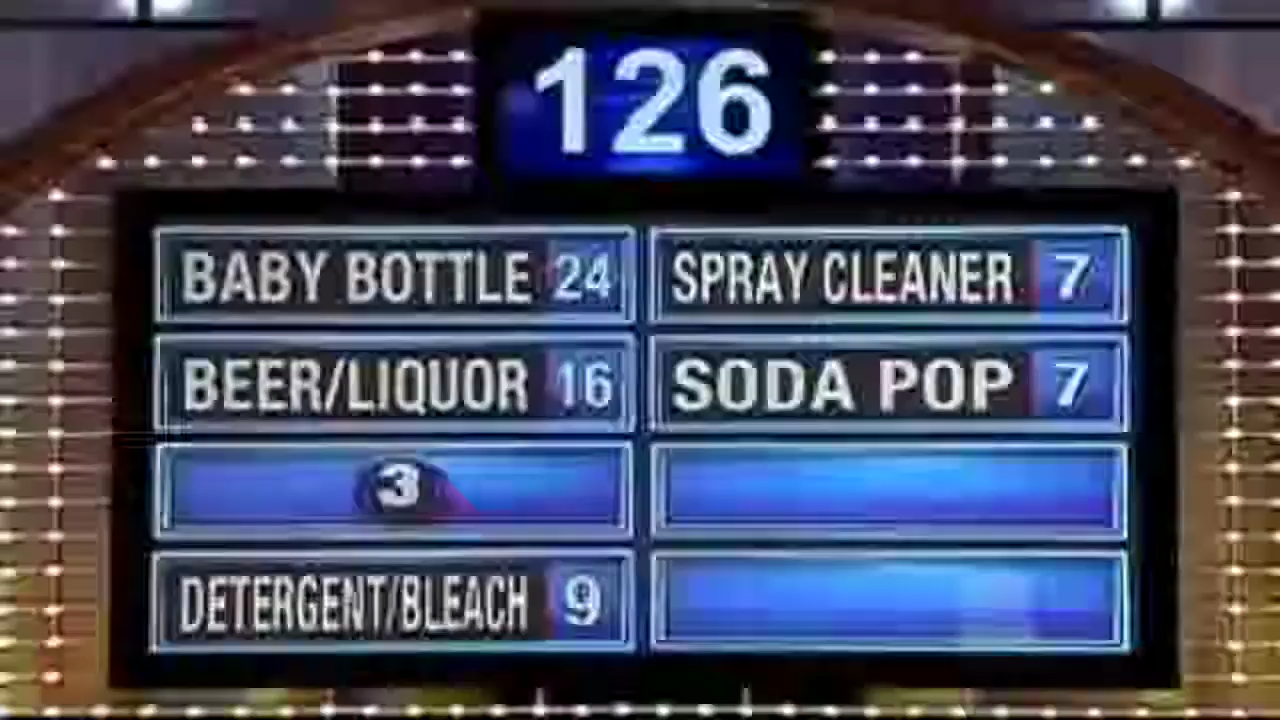 126
BABY BOTTLE 24
BEER/LIQUOR 16
3
DETERGENT/BLEACH 9
SPRAY CLEANER 7
SODA POP 7